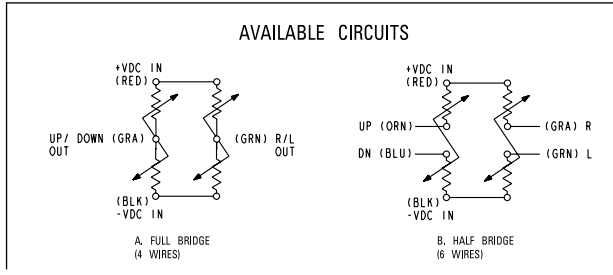 AVAILABLE CIRCUITS
+VDC IN
(RED)
UP/ DOWN (GRA)
OUT
(GRN) R/L
OUT
(BLK)
-VDC IN
A. FULL BRIDGE
(4 WIRES)
+VDC IN
(RED)
UP (ORN)
(GRA) R
DN (BLU)
(GRN) L
(BLK)
-VDC IN
B. HALF BRIDGE
(6 WIRES)